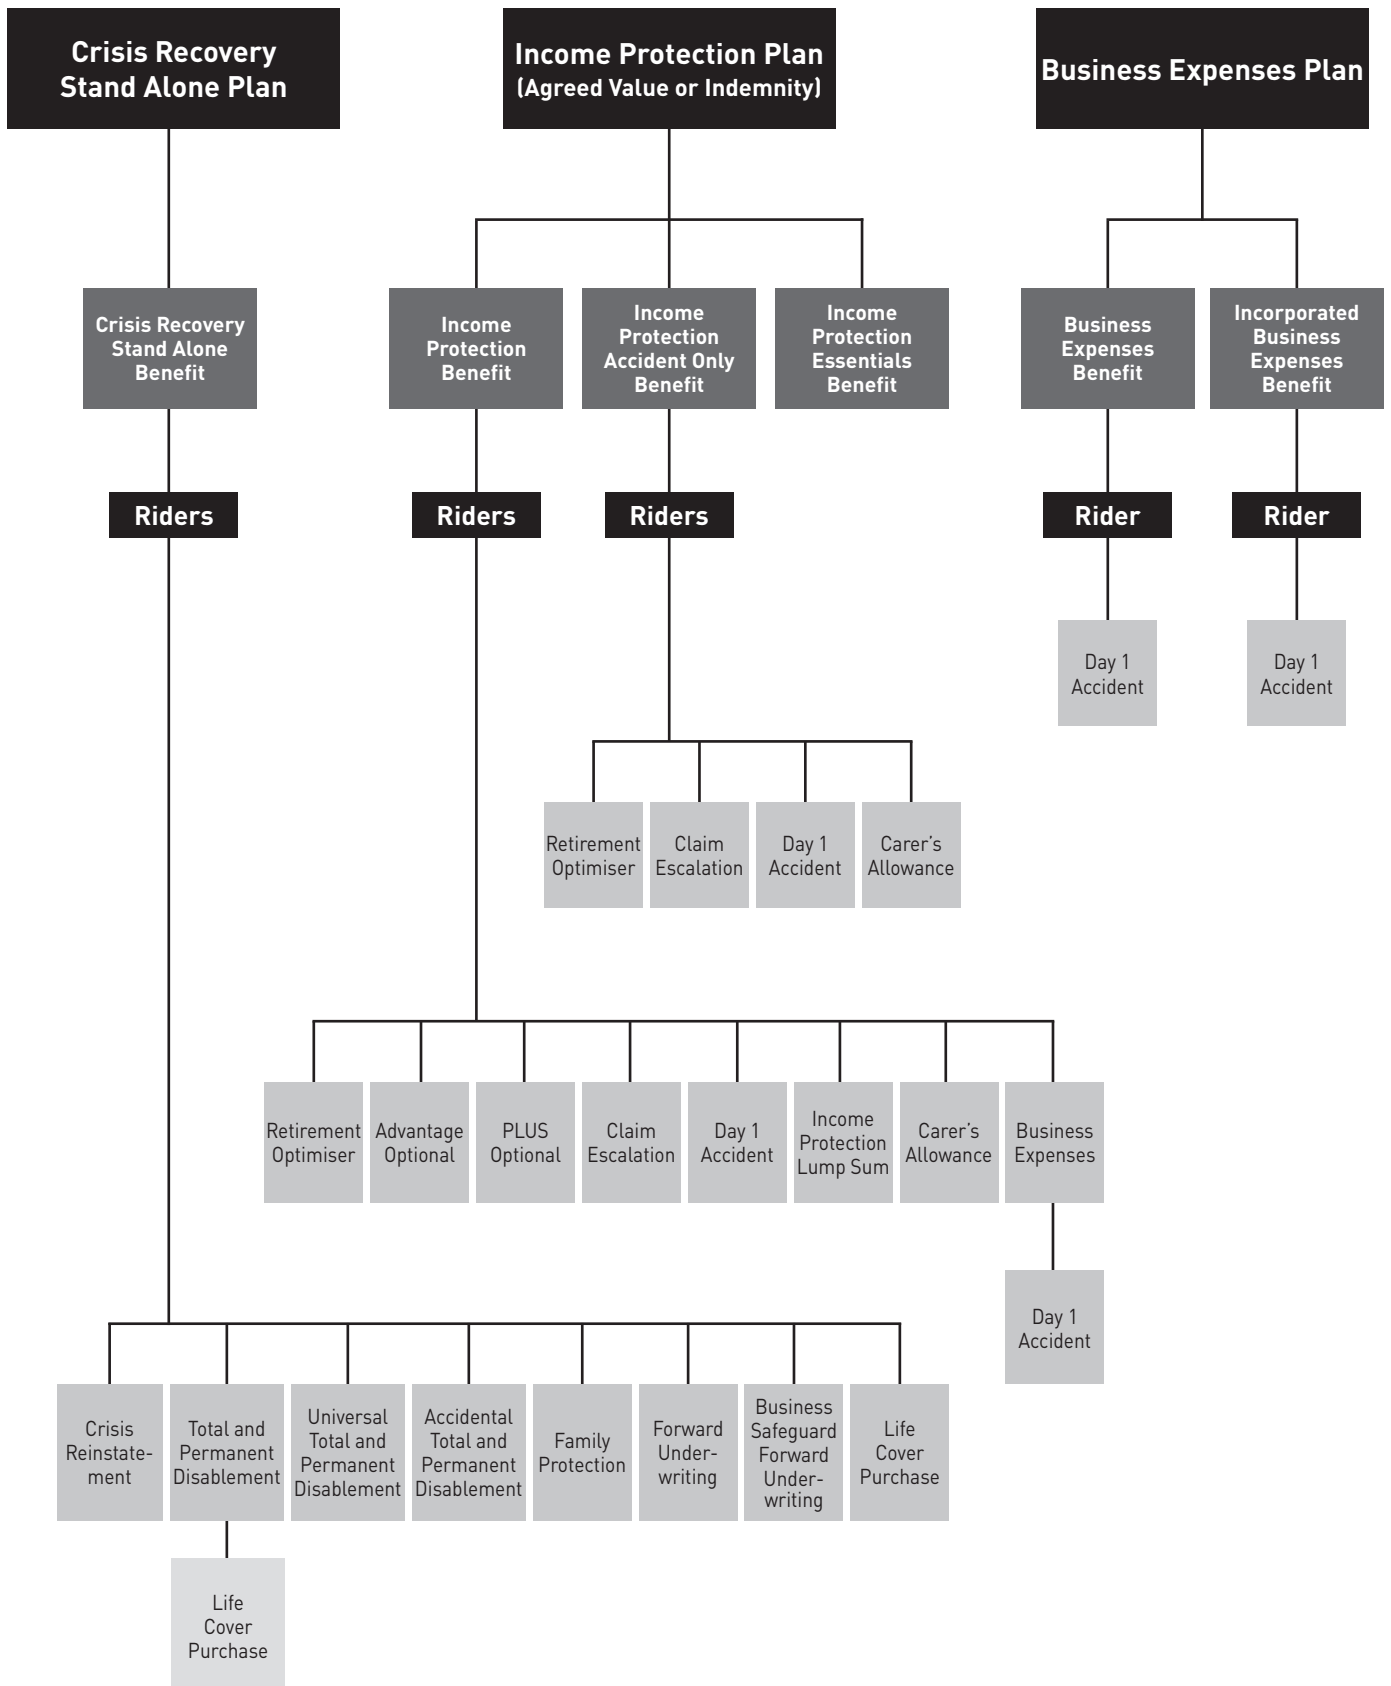 Crisis Recovery
Stand Alone Plan
Income Protection Plan
(Agreed Value or Indemnity)
Business Expenses Plan
Crisis Recovery
Stand Alone
Benefit
Income
Protection
Benefit
Income
Protection
Accident Only
Benefit
Income
Protection
Essentials
Benefit
Business
Expenses
Benefit
Incorporated
Business
Expenses
Benefit
Riders
Riders
Riders
Rider
Rider
Day 1
Accident
Day 1
Accident
Retirement
Optimiser
Claim
Escalation
Day 1
Accident
Carer’s
Allowance
Retirement
Optimiser
Advantage
Optional
PLUS
Optional
Claim
Escalation
Day 1
Accident
Income
Protection
Lump Sum
Carer’s
Allowance
Business
Expenses
Day 1
Accident
Crisis
Reinstate-
ment
Total and
Permanent
Disablement
Universal
Total and
Permanent
Disablement
Accidental
Total and
Permanent
Disablement
Family
Protection
Forward
Under-
writing
Business
Safeguard
Forward
Under-
writing
Life
Cover
Purchase
Life
Cover
Purchase